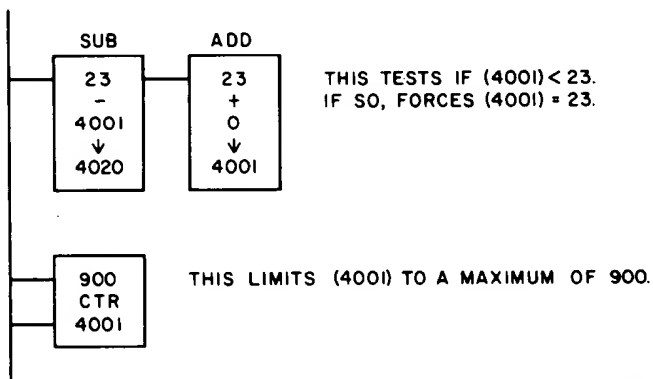 SUB ADD
23 23
- +
4001 0
↓ ↓
4020 4001
THIS TESTS IF (4001) < 23.
IF SO, FORCES (4001) = 23.
900
CTR
4001
THIS LIMITS (4001) TO A MAXIMUM OF 900.